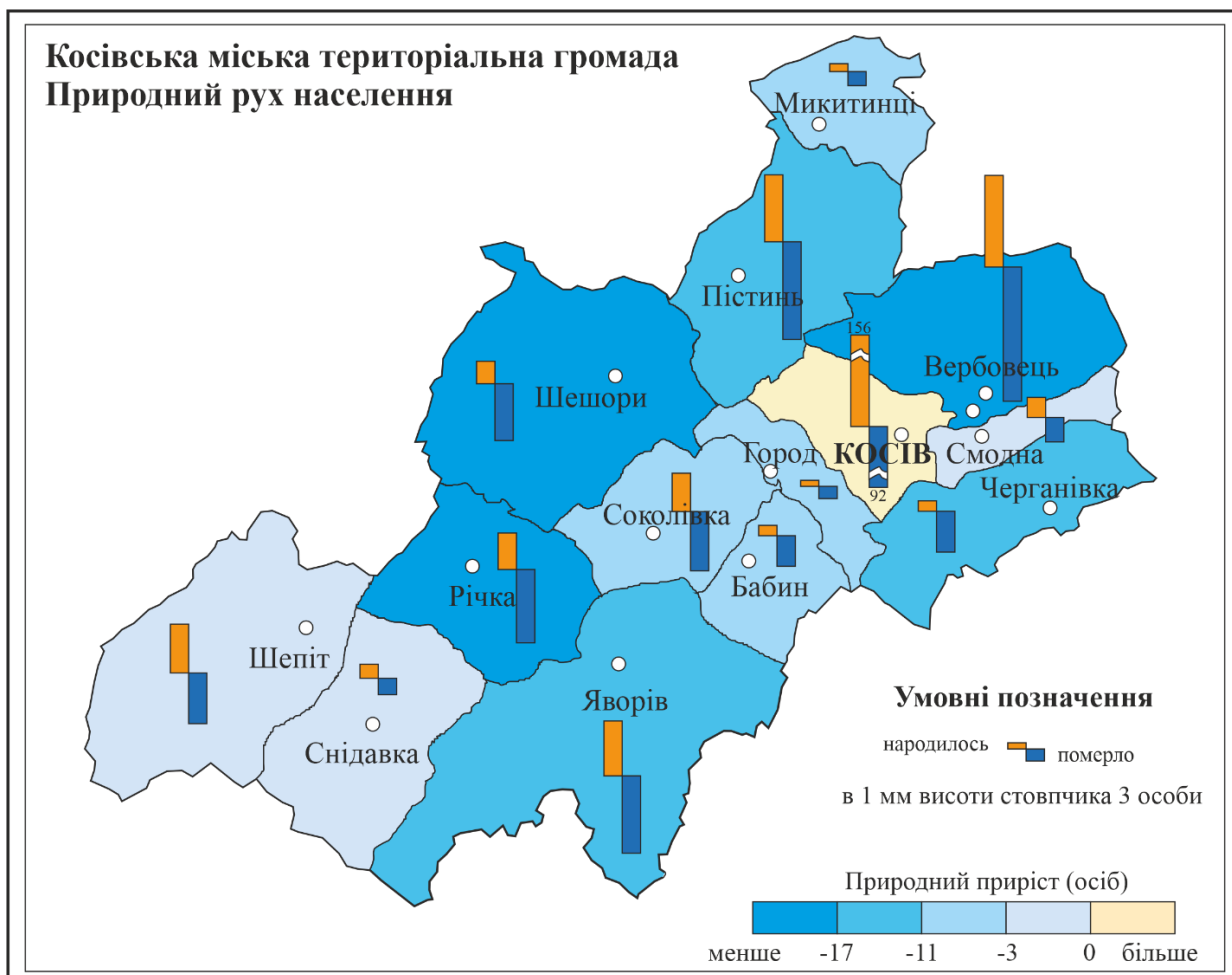 Косівська міська територіальна громада
Природний рух населення
Микитинці
Пістинь
156
Вербовець
Шешори
Город
КОСІВ
Смодна
Черганівка
92
Соколівка
Бабин
Річка
Шепіт
Яворів
Снідавка
Умовні позначення
народилось
померло
в 1 мм висоти стовпчика 3 особи
Природний приріст (осіб)
менше -17 -11 -3 0 більше